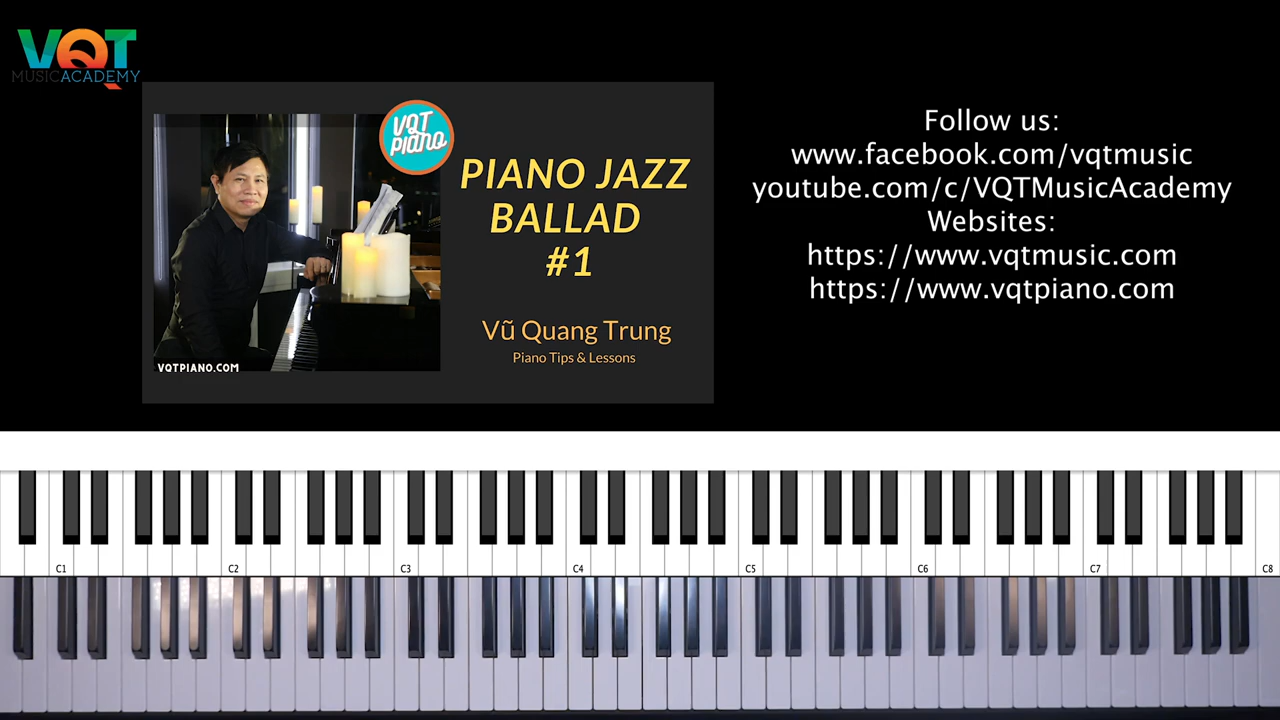 VQT
MUSICACADEMY
VQT
PIANO
PIANO JAZZ
BALLAD
#1
Vũ Quang Trung
Piano Tips & Lessons
VQTPIANO.COM
Follow us:
www.facebook.com/vqtmusic
youtube.com/c/VQTMusicAcademy
Websites:
https://www.vqtmusic.com
https://www.vqtpiano.com
C1 C2 C3 C4 C5 C6 C7 C8